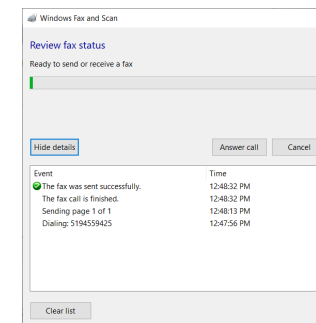 Windows Fax and Scan
Review fax status
Ready to send or receive a fax
Hide details Answer call Cancel
Event Time
The fax was sent successfully. 12:48:32 PM
The fax call is finished. 12:48:32 PM
Sending page 1 of 1 12:48:13 PM
Dialing: 5194559425 12:47:56 PM
Clear list